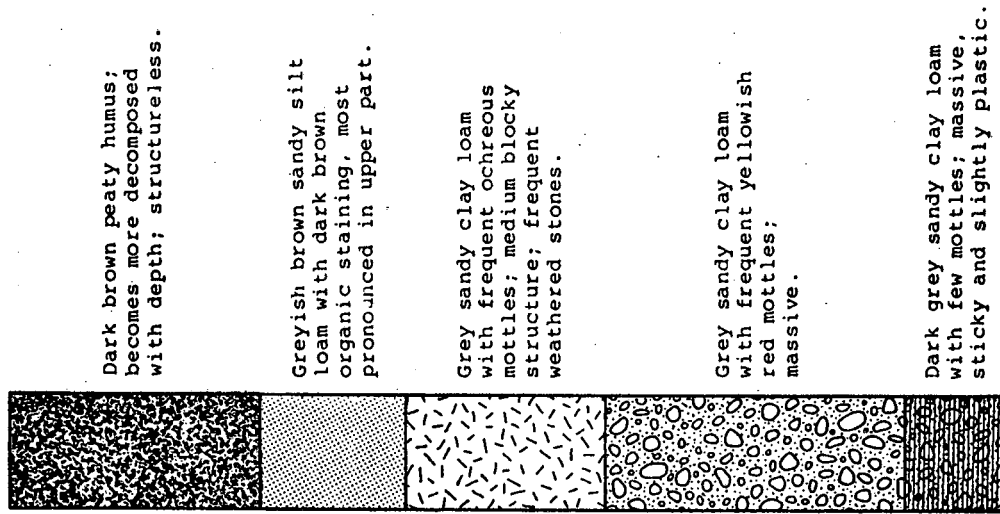 Dark brown peaty humus;
becomes more decomposed
with depth; structureless.
Greyish brown sandy silt
loam with dark brown
organic staining, most
pronounced in upper part.
Grey sandy clay loam
with frequent ochreous
mottles; medium blocky
structure; frequent
weathered stones.
Grey sandy clay loam
with frequent yellowish
red mottles;
massive.
Dark grey sandy clay loam
with few mottles; massive,
sticky and slightly plastic.